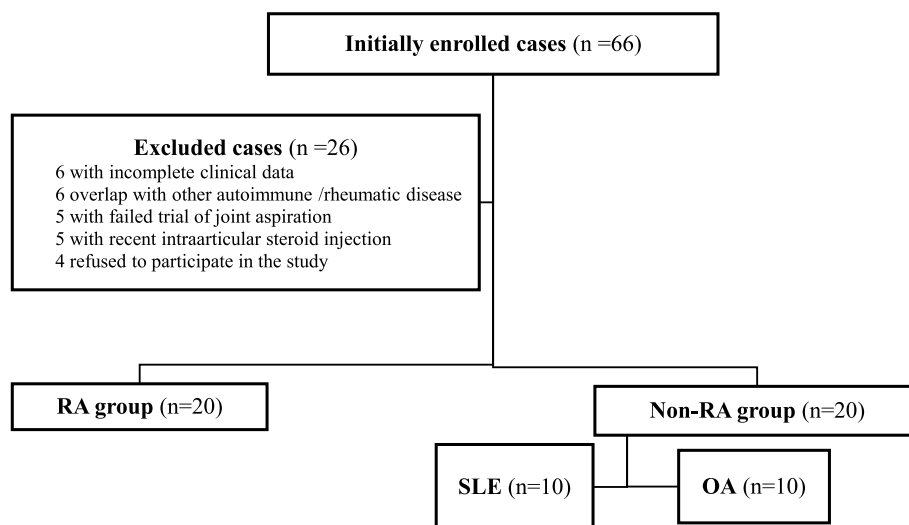 Initially enrolled cases (n =66)
Excluded cases (n =26)
6 with incomplete clinical data
6 overlap with other autoimmune /rheumatic disease
5 with failed trial of joint aspiration
5 with recent intraarticular steroid injection
4 refused to participate in the study
RA group (n=20)
Non-RA group (n=20)
SLE (n=10)
OA (n=10)